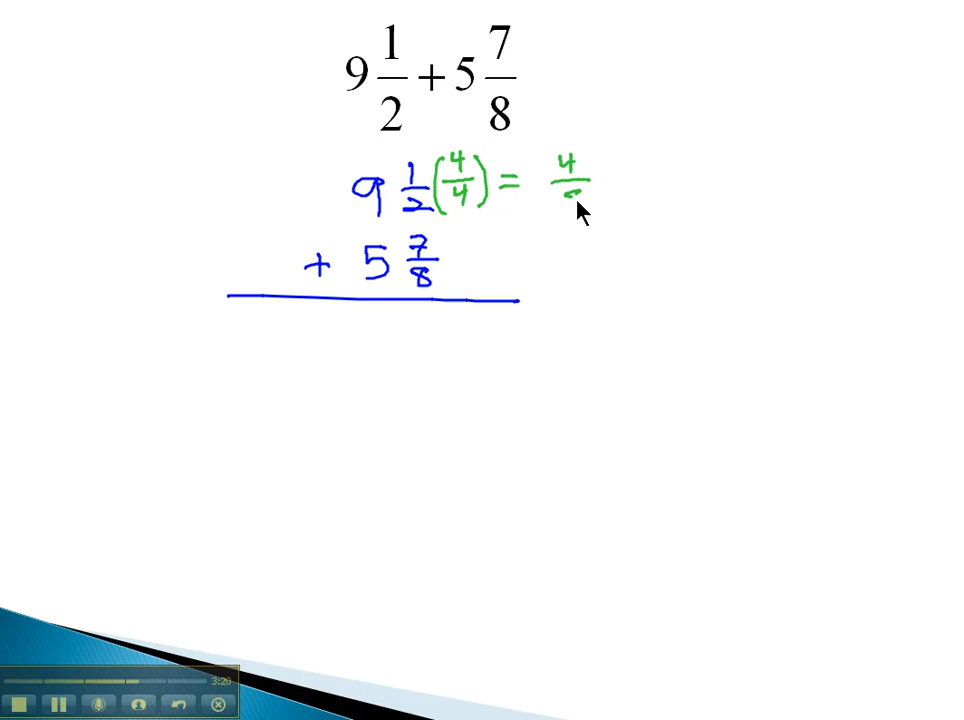 9 1/2 + 5 7/8
9 1/2 (4/4) = 4/
+ 5 7/8
3:20